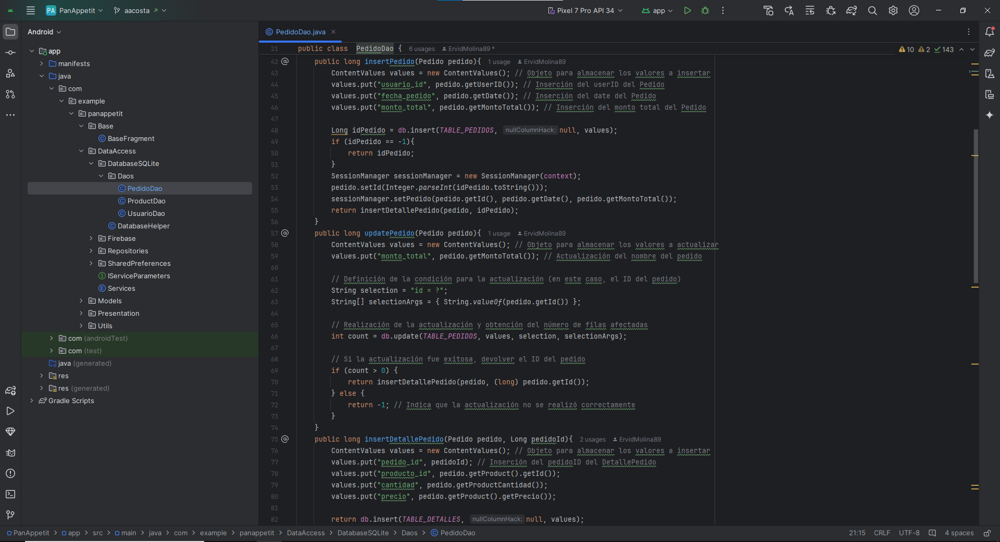 PA PanAppetit aacosta Pixel 7 Pro API 34 app
Android
PedidoDao.java
app
manifests
java
com
example
panappetit
Base
BaseFragment
DataAccess
DatabaseSQLite
Daos
PedidoDao
ProductDao
UsuarioDao
DatabaseHelper
Firebase
Repositories
SharedPreferences
IServiceParameters
Services
Models
Presentation
Utils
com (androidTest)
com (test)
java (generated)
res
res (generated)
Gradle Scripts
21 public class PedidoDao { 6 usages ErvidMolina89 * 10 2 143
42 public long insertPedido(Pedido pedido){ 1 usage ErvidMolina89
43 ContentValues values = new ContentValues(); // Objeto para almacenar los valores a insertar
44 values.put("usuario_id", pedido.getUserID()); // Inserción del userID del Pedido
45 values.put("fecha_pedido", pedido.getDate()); // Inserción del date del Pedido
46 values.put("monto_total", pedido.getMontoTotal()); // Inserción del monto total del Pedido
47
48 Long idPedido = db.insert(TABLE_PEDIDOS, nullColumnHack: null, values);
49 if (idPedido == -1){
50 return idPedido;
51 }
52 SessionManager sessionManager = new SessionManager(context);
53 pedido.setId(Integer.parseInt(idPedido.toString()));
54 sessionManager.setPedido(pedido.getId(), pedido.getDate(), pedido.getMontoTotal());
55 return insertDetallePedido(pedido, idPedido);
56 }
57 public long updatePedido(Pedido pedido){ 1 usage ErvidMolina89
58 ContentValues values = new ContentValues(); // Objeto para almacenar los valores a actualizar
59 values.put("monto_total", pedido.getMontoTotal()); // Actualización del nombre del pedido
60
61 // Definición de la condición para la actualización (en este caso, el ID del pedido)
62 String selection = "id = ?";
63 String[] selectionArgs = { String.valueOf(pedido.getId()) };
64
65 // Realización de la actualización y obtención del número de filas afectadas
66 int count = db.update(TABLE_PEDIDOS, values, selection, selectionArgs);
67
68 // Si la actualización fue exitosa, devolver el ID del pedido
69 if (count > 0) {
70 return insertDetallePedido(pedido, (long) pedido.getId());
71 } else {
72 return -1; // Indica que la actualización no se realizó correctamente
73 }
74 }
75 public long insertDetallePedido(Pedido pedido, Long pedidoId){ 2 usages ErvidMolina89
76 ContentValues values = new ContentValues(); // Objeto para almacenar los valores a insertar
77 values.put("pedido_id", pedidoId); // Inserción del pedidoID del DetallePedido
78 values.put("producto_id", pedido.getProduct().getId());
79 values.put("cantidad", pedido.getProductCantidad());
80 values.put("precio", pedido.getProduct().getPrecio());
81
82 return db.insert(TABLE_DETALLES, nullColumnHack: null, values);
PanAppetit > app > src > main > java > com > example > panappetit > DataAccess > DatabaseSQLite > Daos > PedidoDao 21:15 CRLF UTF-8 4 spaces